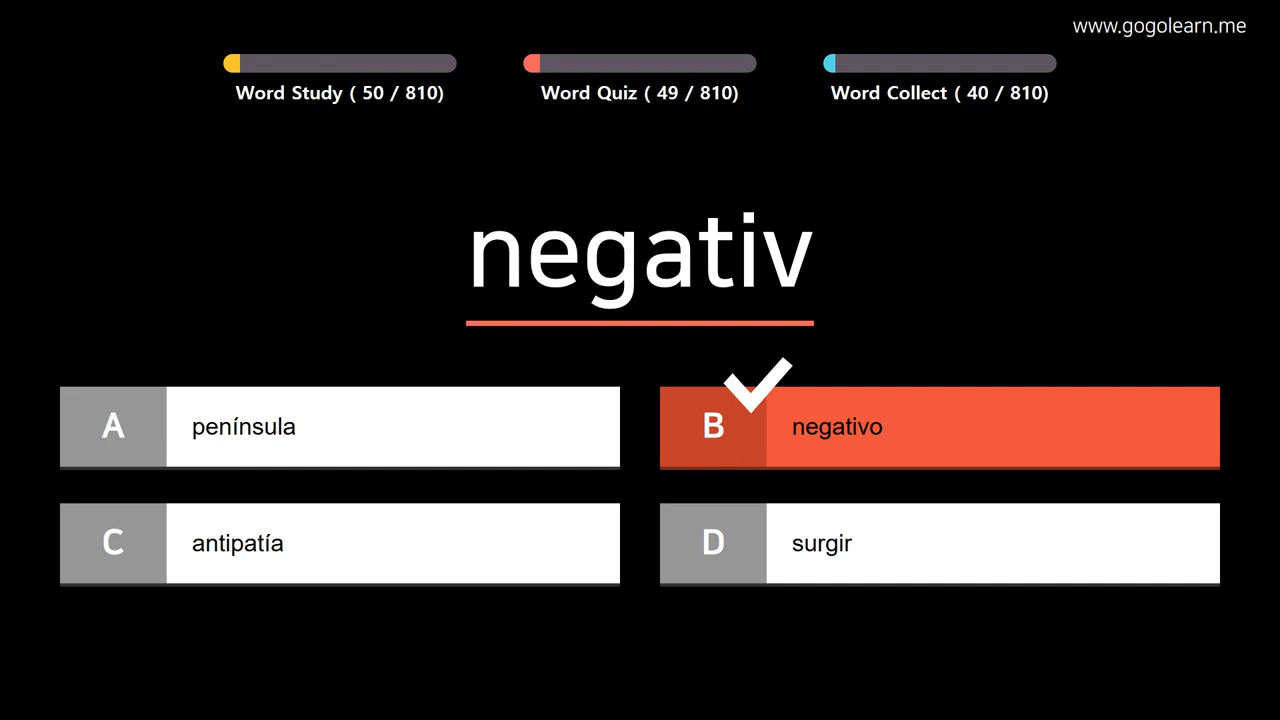 www.gogolearn.me
Word Study ( 50 / 810)
Word Quiz ( 49 / 810)
Word Collect ( 40 / 810)
negativ
A península
B negativo
C antipatía
D surgir